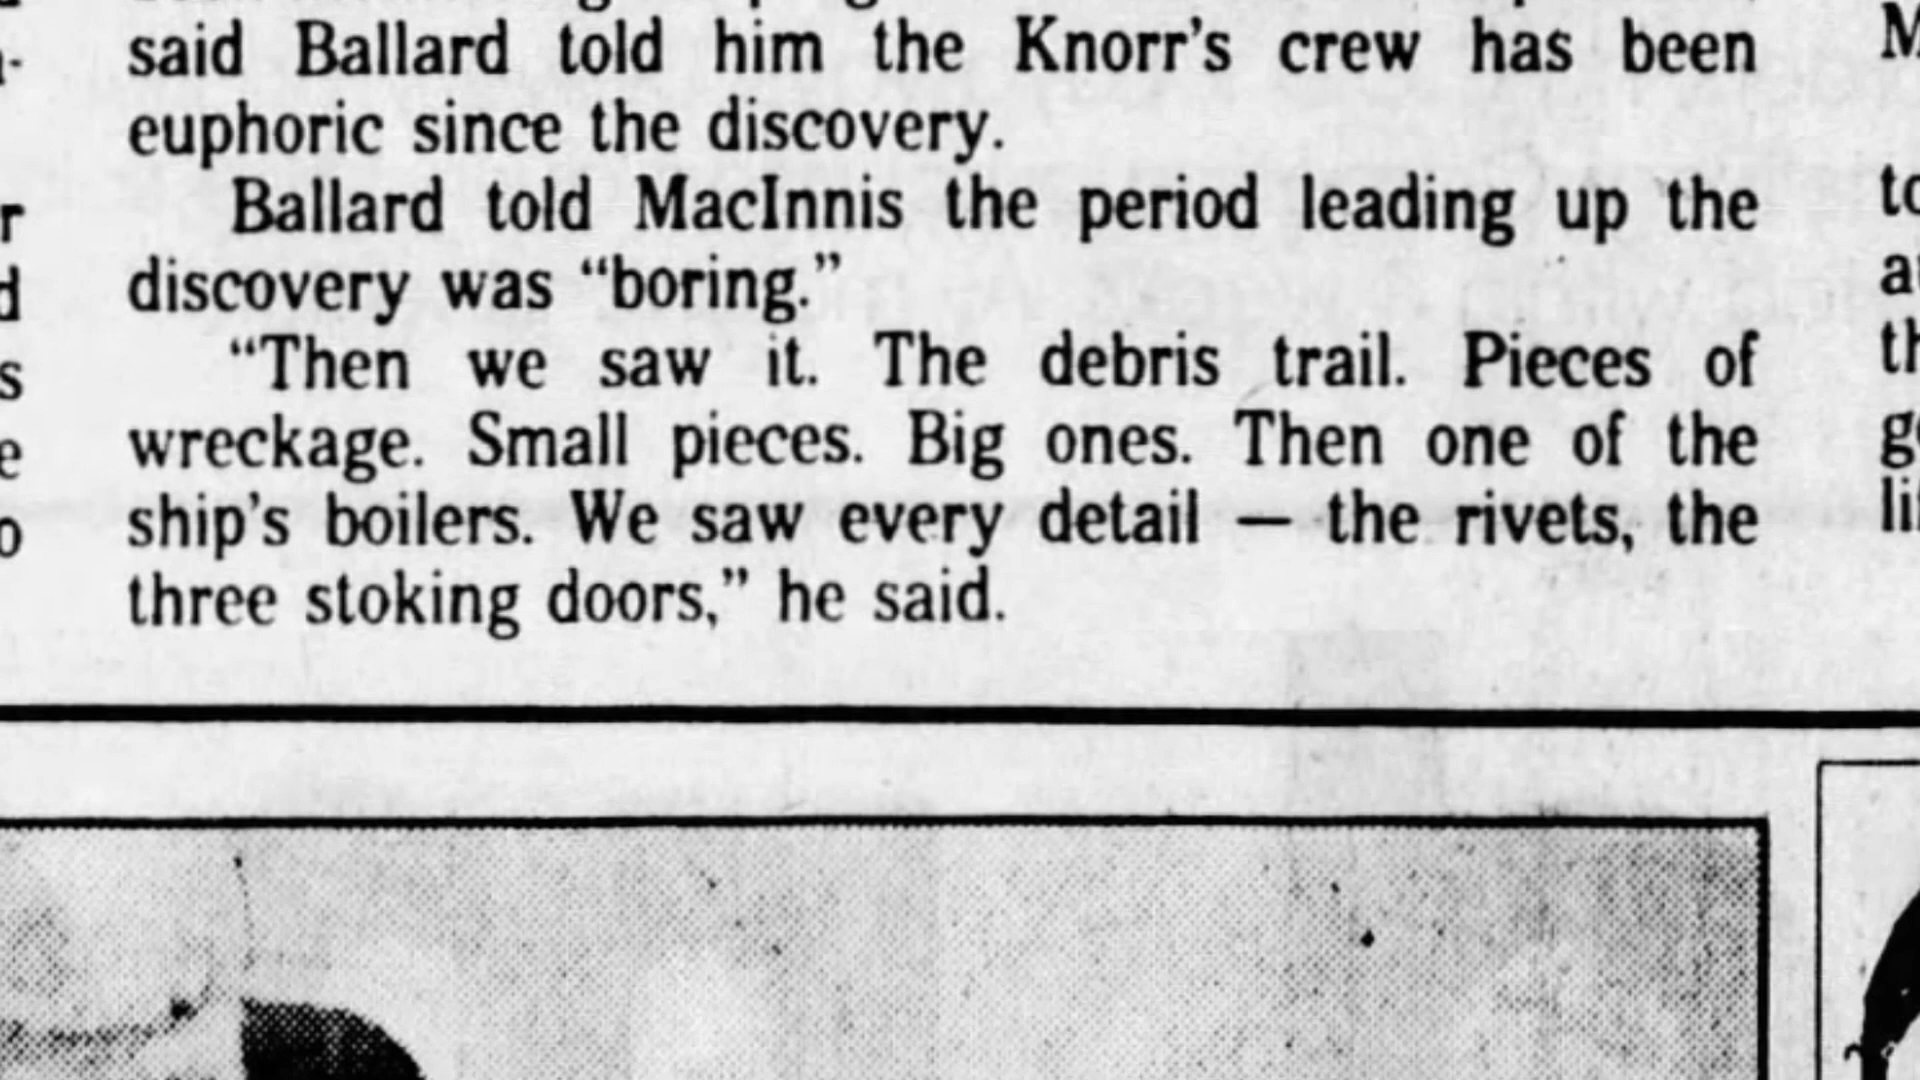 said Ballard told him the Knorr's crew has been
euphoric since the discovery.
Ballard told MacInnis the period leading up the
discovery was “boring.”
“Then we saw it. The debris trail. Pieces of
wreckage. Small pieces. Big ones. Then one of the
ship's boilers. We saw every detail — the rivets, the
three stoking doors,” he said.